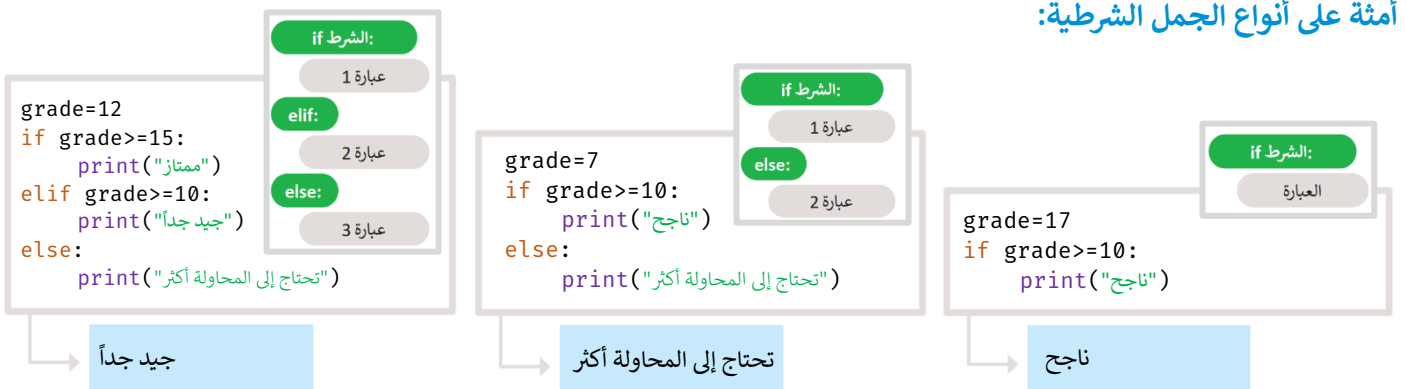 أمثلة على أنواع الجمل الشرطية:
if الشرط:
العبارة
grade=17
if grade>=10:
print("ناجح")
ناجح
if الشرط:
عبارة 1
else:
عبارة 2
grade=7
if grade>=10:
print("ناجح")
else:
print("تحتاج إلى المحاولة أكثر")
تحتاج إلى المحاولة أكثر
if الشرط:
عبارة 1
elif:
عبارة 2
else:
عبارة 3
grade=12
if grade>=15:
print("ممتاز")
elif grade>=10:
print("جيد جداً")
else:
print("تحتاج إلى المحاولة أكثر")
جيد جداً